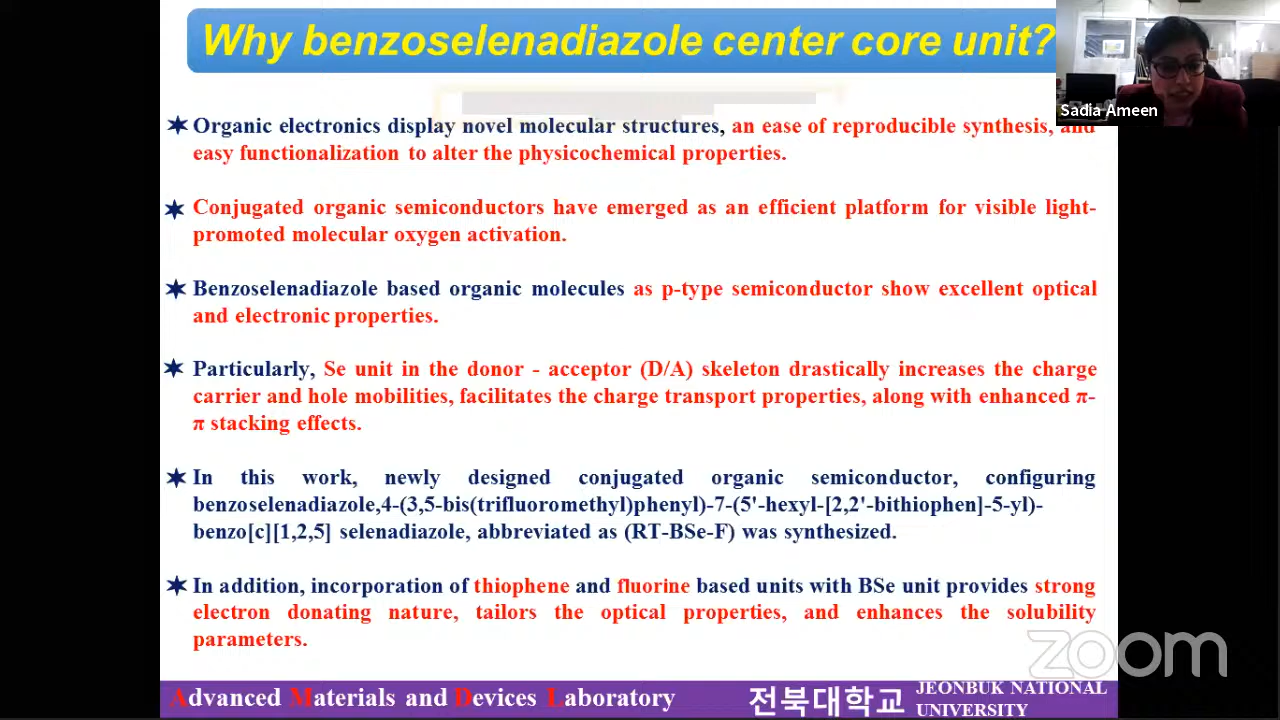 Why benzoselenadiazole center core unit?
Sadia Ameen
Organic electronics display novel molecular structures, an ease of reproducible synthesis, and
easy functionalization to alter the physicochemical properties.
Conjugated organic semiconductors have emerged as an efficient platform for visible light-
promoted molecular oxygen activation.
Benzoselenadiazole based organic molecules as p-type semiconductor show excellent optical
and electronic properties.
Particularly, Se unit in the donor - acceptor (D/A) skeleton drastically increases the charge
carrier and hole mobilities, facilitates the charge transport properties, along with enhanced π-
π stacking effects.
In this work, newly designed conjugated organic semiconductor, configuring
benzoselenadiazole,4-(3,5-bis(trifluoromethyl)phenyl)-7-(5'-hexyl-[2,2'-bithiophen]-5-yl)-
benzo[c][1,2,5] selenadiazole, abbreviated as (RT-BSe-F) was synthesized.
In addition, incorporation of thiophene and fluorine based units with BSe unit provides strong
electron donating nature, tailors the optical properties, and enhances the solubility
parameters.
zoom
Advanced Materials and Devices Laboratory
전북대학교
JEONBUK NATIONAL
UNIVERSITY